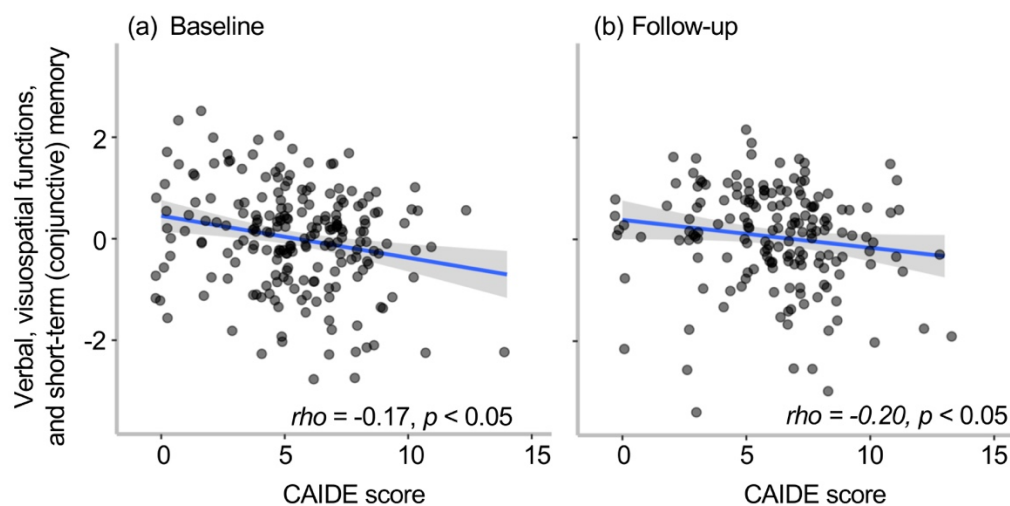 (a) Baseline
(b) Follow-up
Verbal, visuospatial functions,
and short-term (conjunctive) memory
2
0
-2
rho = -0.17, p < 0.05
rho = -0.20, p < 0.05
0 5 10 15
0 5 10 15
CAIDE score
CAIDE score